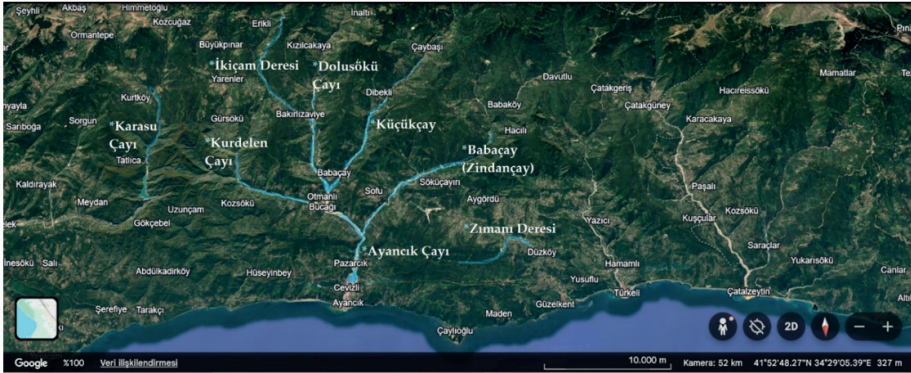 Şeyhli
Akbaş
Himmetoğlu
Kozcuğaz
Erikli
İnaltı
Ormantepe
Büyükpınar
Kızılcakaya
Çaybaşı
*İkiçam Deresi
Yarenler
*Dolusökü
Çayı
Dibekli
Davutlu
Çatakgeriş
Mamatlar
Hacıreissökü
Kurtköy
Babaköy
Çatakgüney
Sorgun
Sarıboğa
Gürsökü
Bakırlızaviye
*Küçükçay
Karacakaya
*Karasu
Çayı
Tatlıca
*Kurdelen
Çayı
Hacılı
*Babaçay
(Zindançay)
Babaçay
Kaldırayak
Otmanlı
Bucağı
Sofu
Söküçayırı
Paşalı
Meydan
Uzunçam
Kozsökü
Aygördü
Kozsökü
Gökçebel
Yazıcı
Kuşçular
*Zımanı Deresi
Saraçlar
*Ayancık Çayı
Düzköy
İnesökü
Salı
Abdülkadirköy
Hüseyinbey
Pazarcık
Hamamlı
Yukarısökü
Canlar
Cevizli
Yusuflu
Türkeli
Çatalzeytin
Şerefiye
Tarakçı
Ayancık
Maden
Güzelkent
Çaylıoğlu
2D
Google
%100
Veri ilişkilendirmesi
10.000 m
Kamera: 52 km
41°52'48.27"N 34°29'05.39"E
327 m